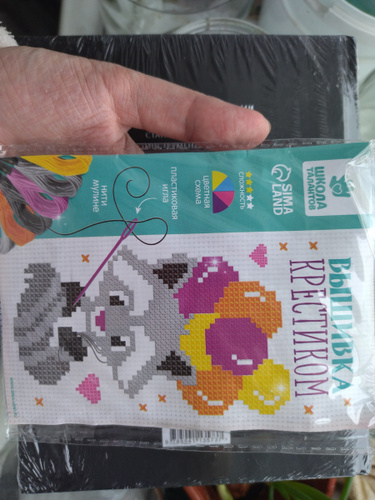 ШКОЛА
ТАЛАНТОВ
SIMA
LAND
СЛОЖНОСТЬ
цветная
схема
пластиковая
игла
нити
мулине
ВЫШИВКА
КРЕСТИКОМ